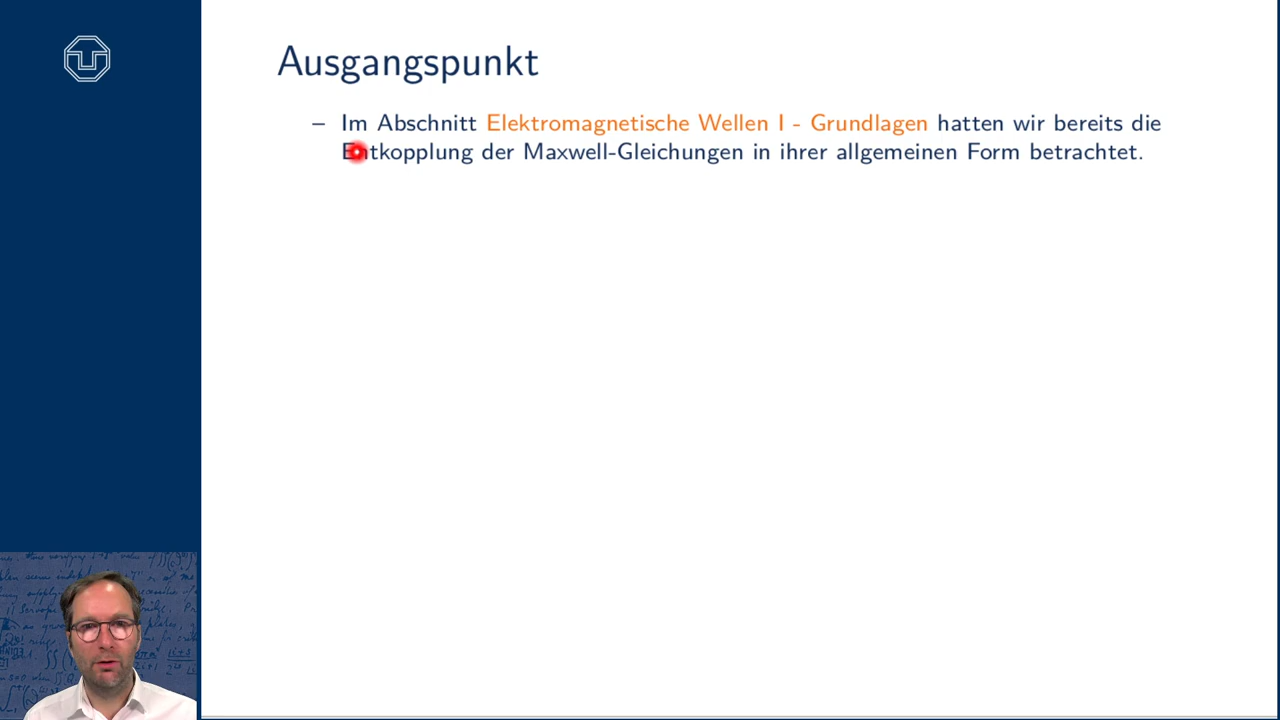 Ausgangspunkt
– Im Abschnitt Elektromagnetische Wellen I - Grundlagen hatten wir bereits die
Entkopplung der Maxwell-Gleichungen in ihrer allgemeinen Form betrachtet.